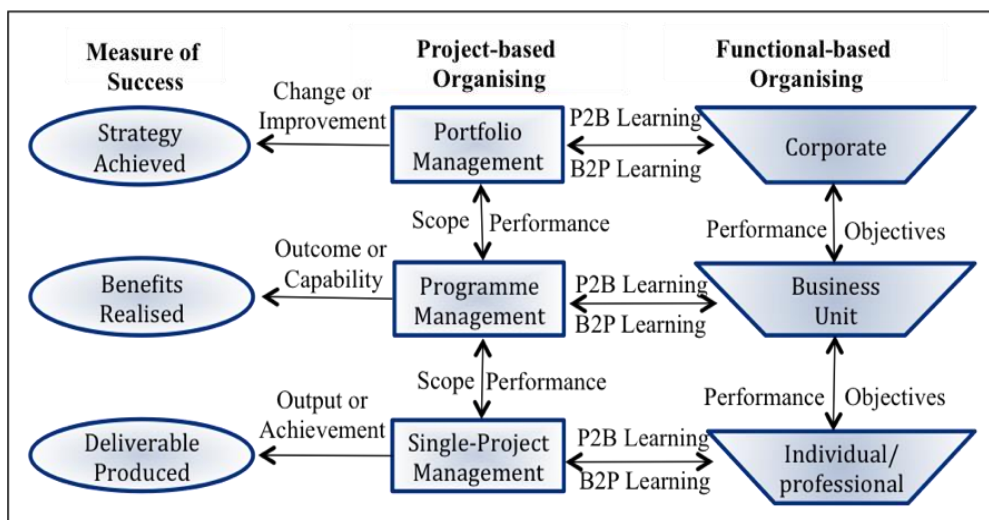 Measure of
Success
Project-based
Organising
Functional-based
Organising
Change or
Improvement
P2B Learning
Strategy
Achieved
Portfolio
Management
Corporate
B2P Learning
Scope
Performance
Performance
Objectives
Outcome or
Capability
P2B Learning
Benefits
Realised
Programme
Management
Business
Unit
B2P Learning
Scope
Performance
Performance
Objectives
Output or
Achievement
P2B Learning
Deliverable
Produced
Single-Project
Management
Individual/
professional
B2P Learning